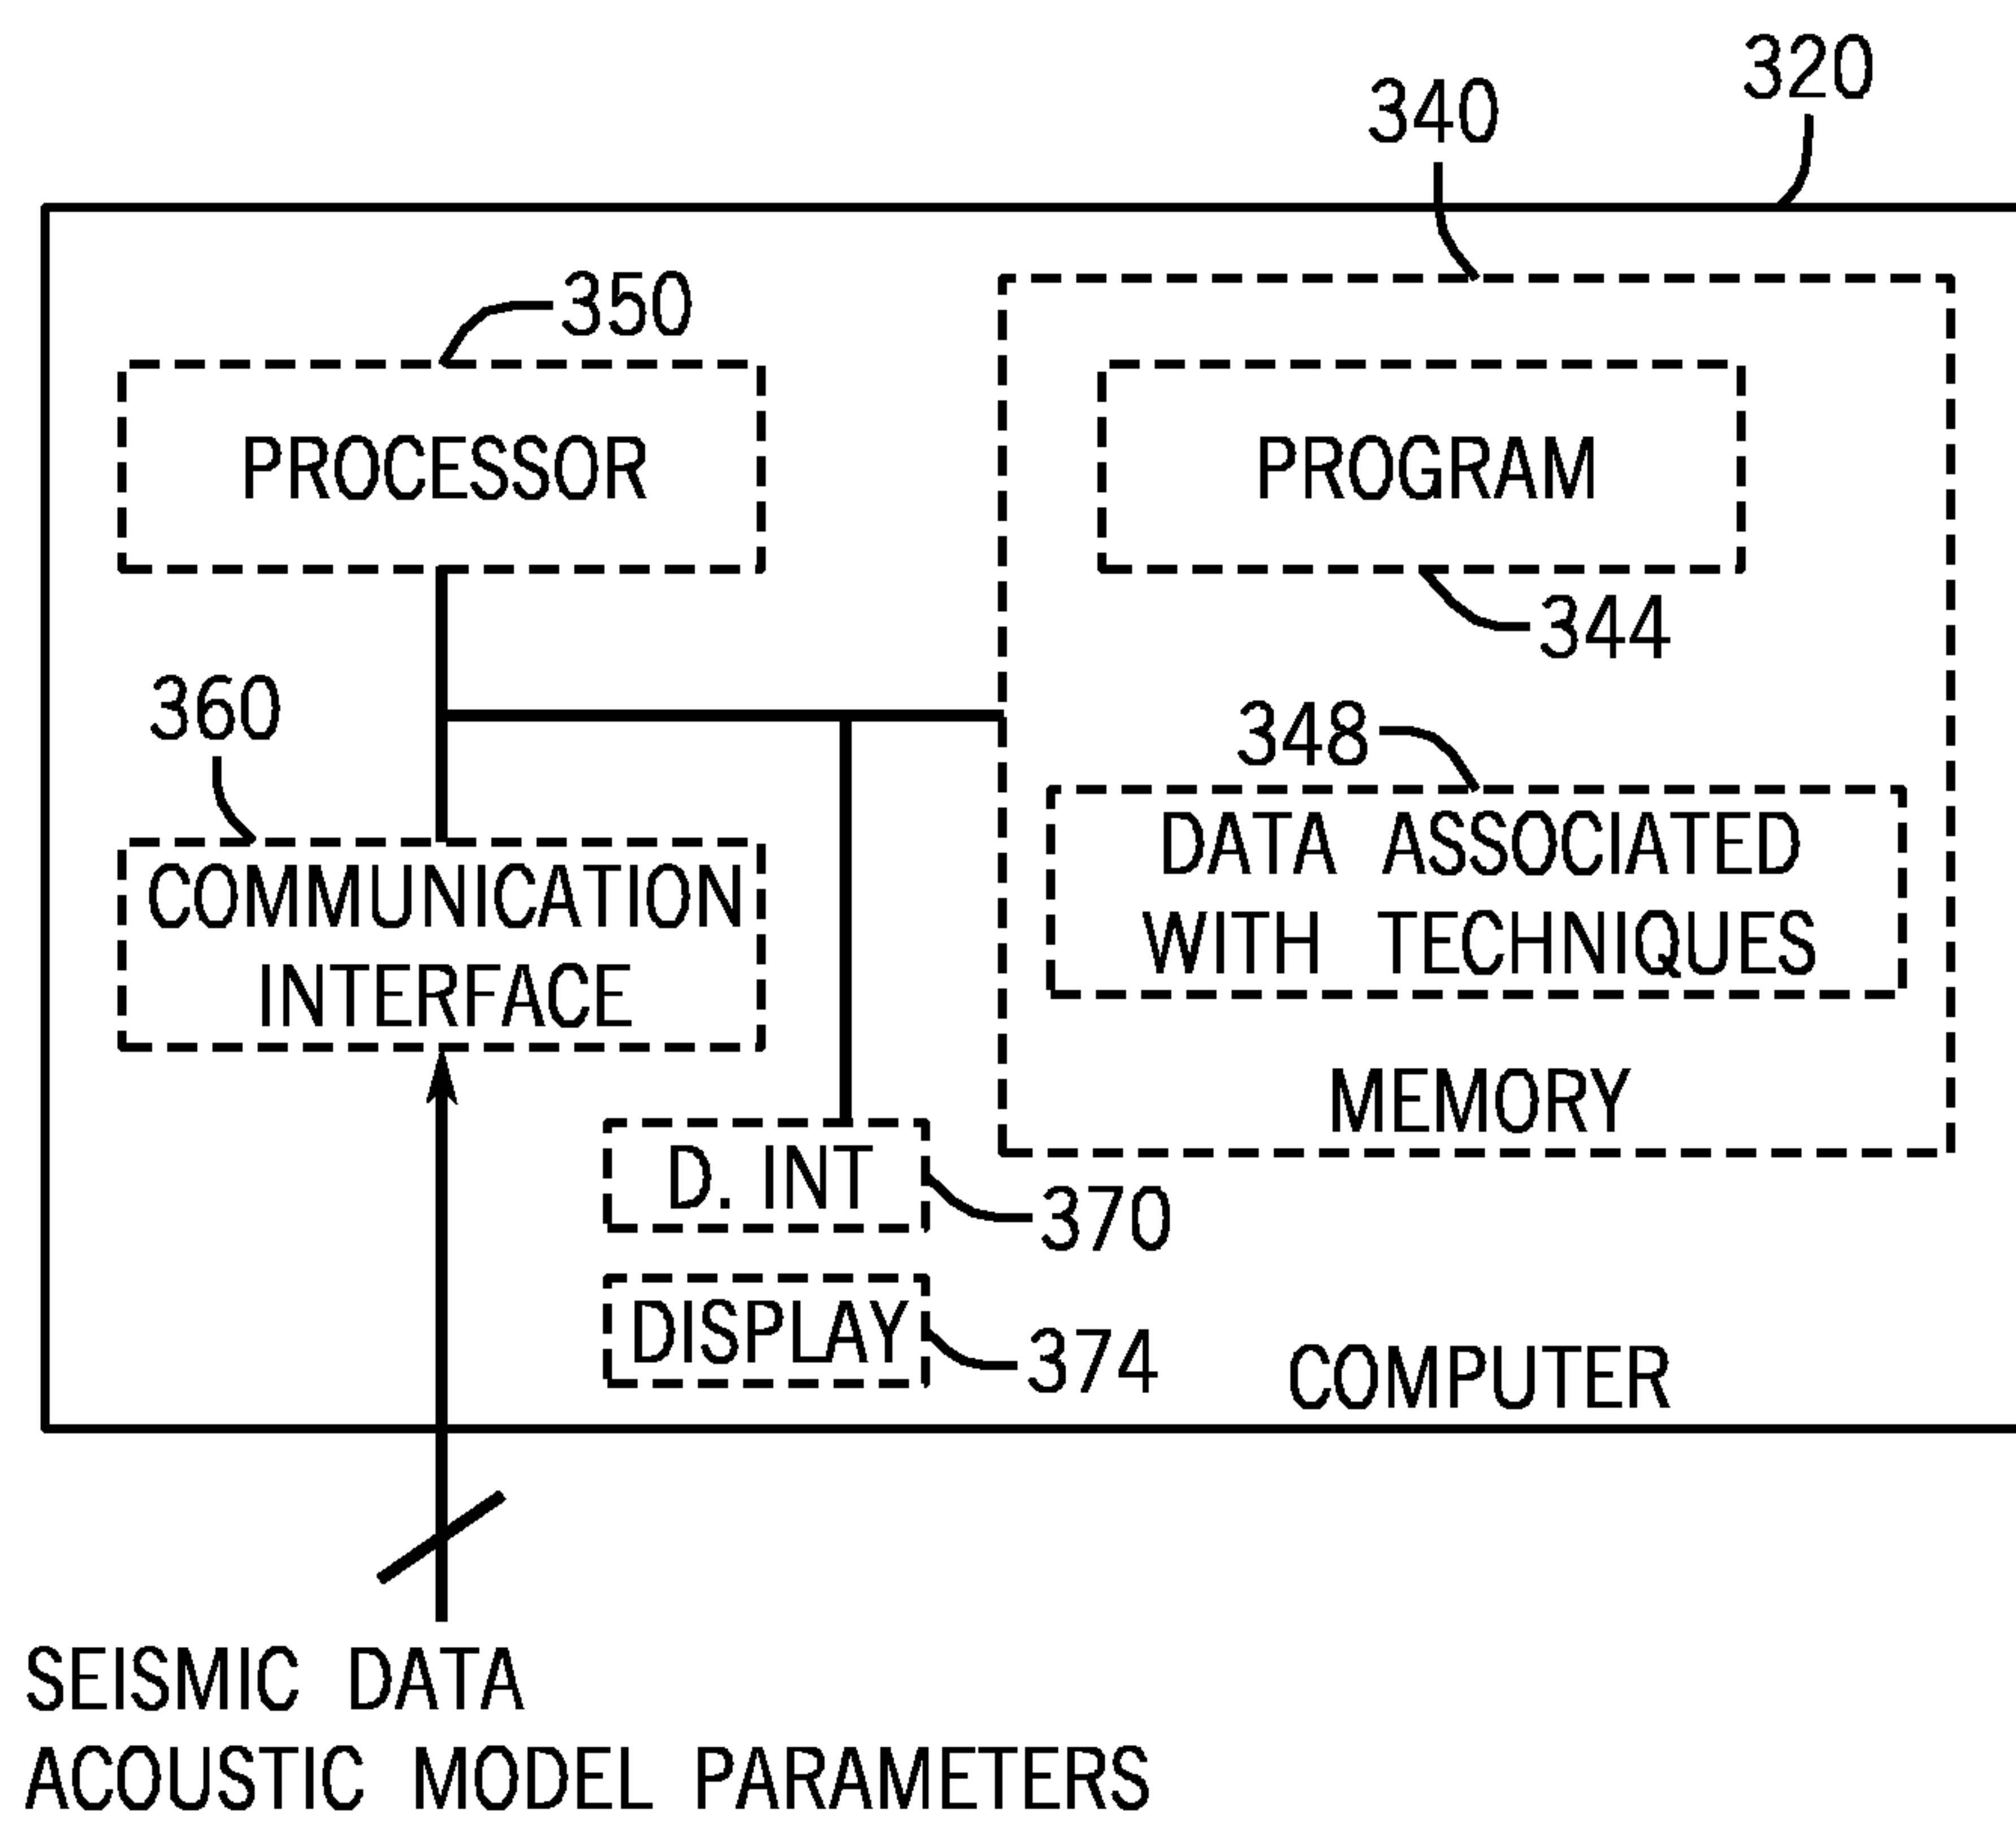 320
340
350
PROCESSOR
PROGRAM
344
360
348
COMMUNICATION
INTERFACE
DATA ASSOCIATED
WITH TECHNIQUES
MEMORY
D. INT
370
DISPLAY
374
COMPUTER
SEISMIC DATA
ACOUSTIC MODEL PARAMETERS